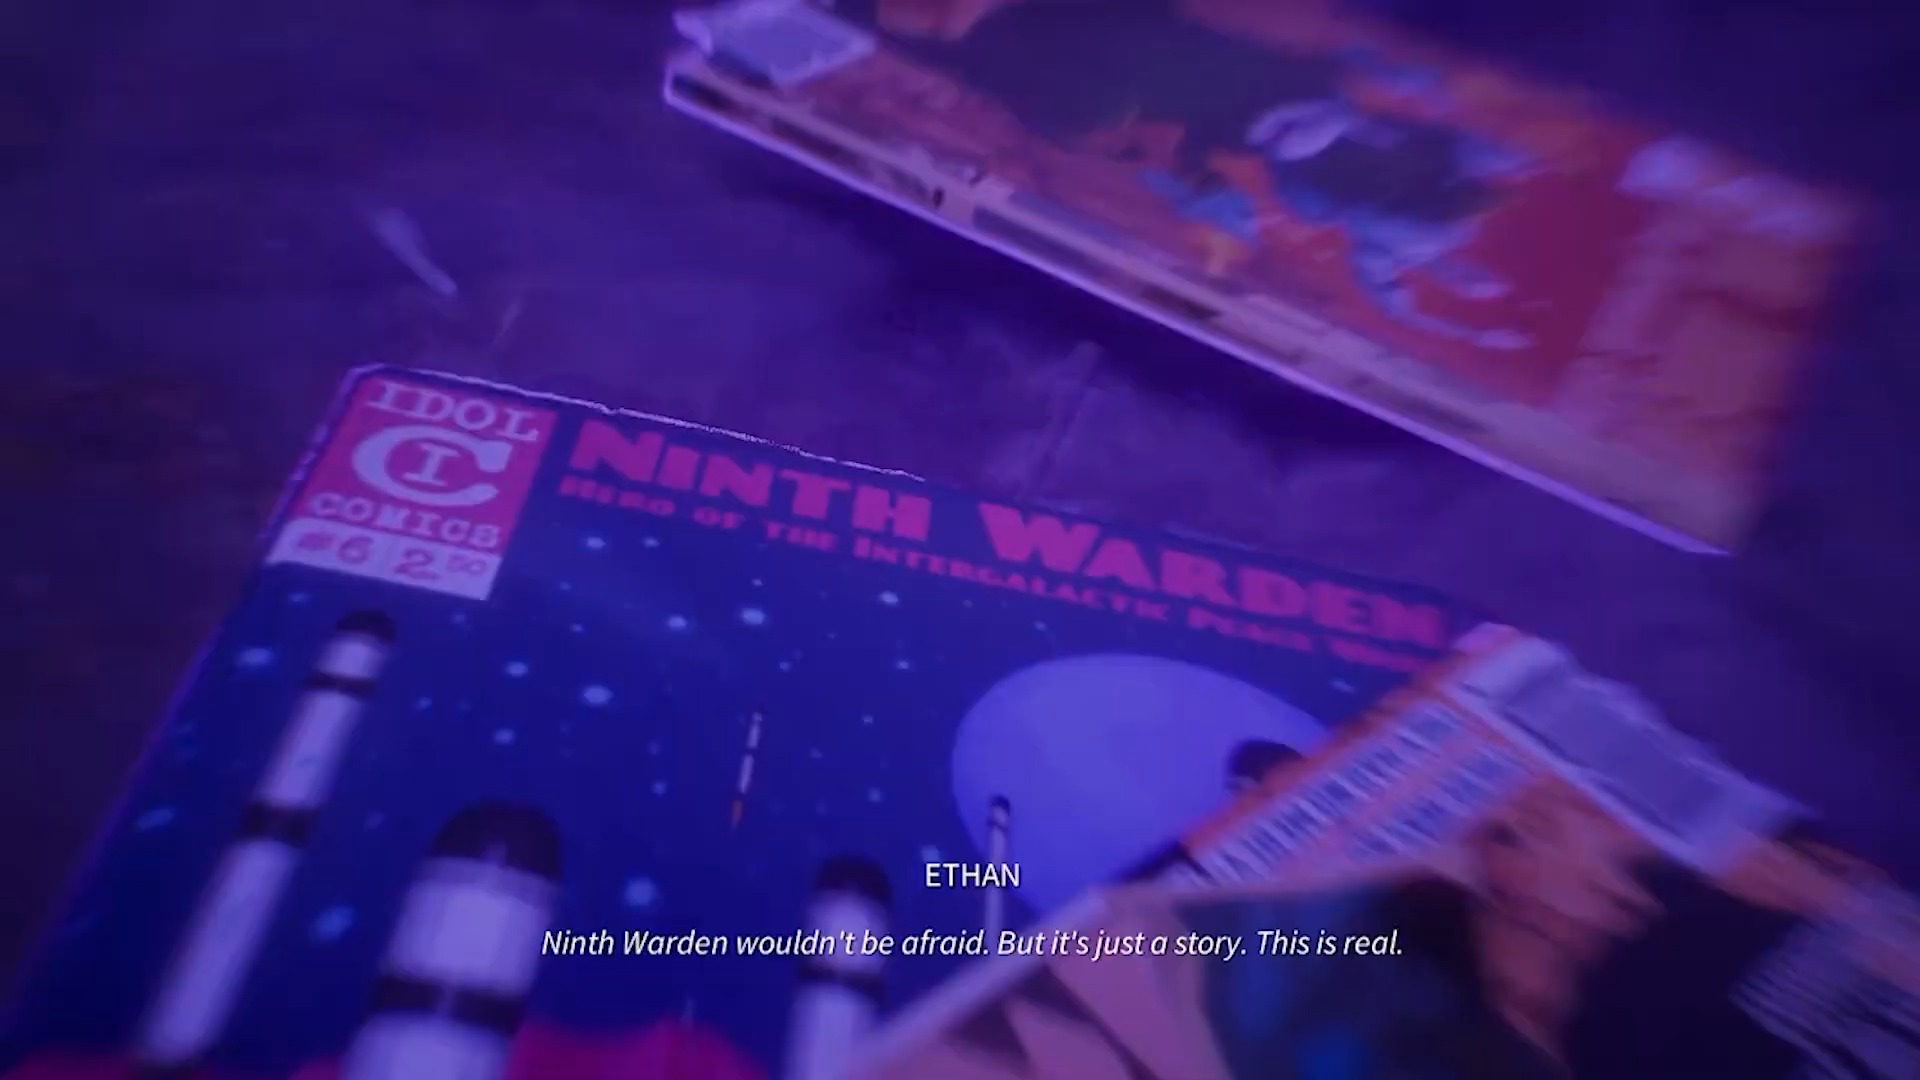 IDOL
C I
COMICS
#6 2.50
NINTH WARDEN
HERO OF THE INTERGALACTIC PEACE
ETHAN
Ninth Warden wouldn't be afraid. But it's just a story. This is real.